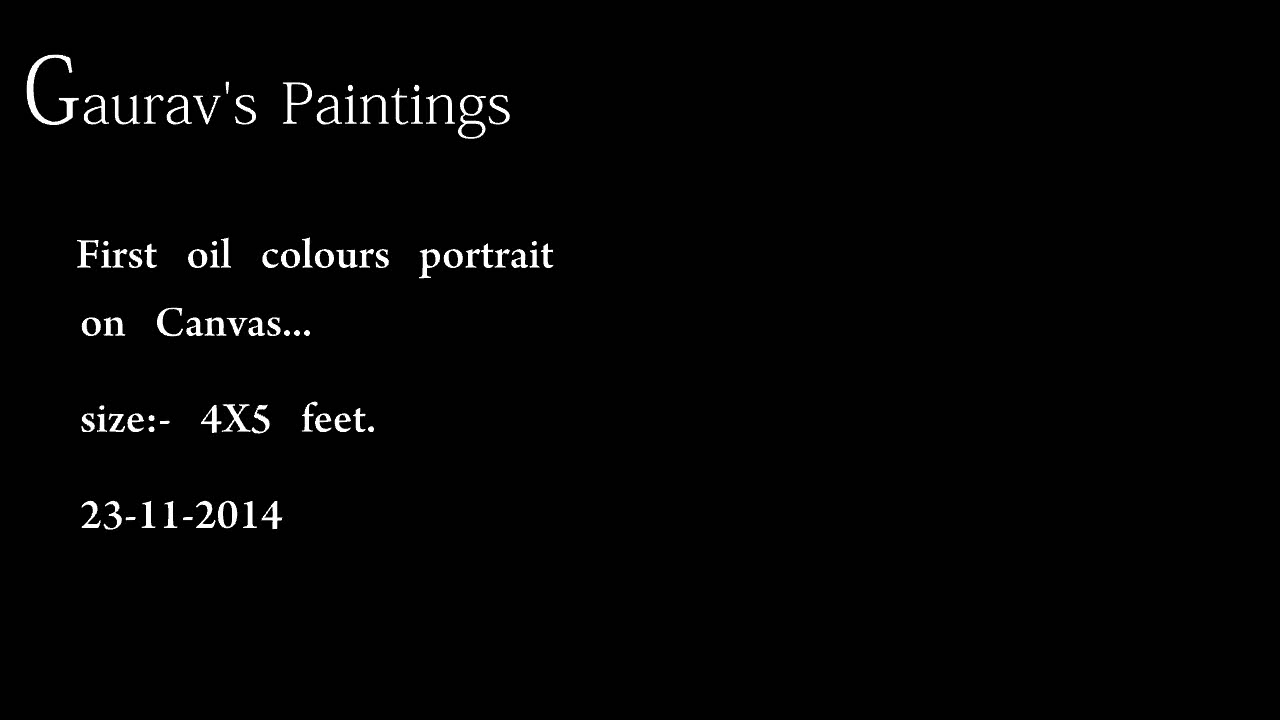 Gaurav's Paintings
First oil colours portrait
on Canvas...
size:- 4X5 feet.
23-11-2014